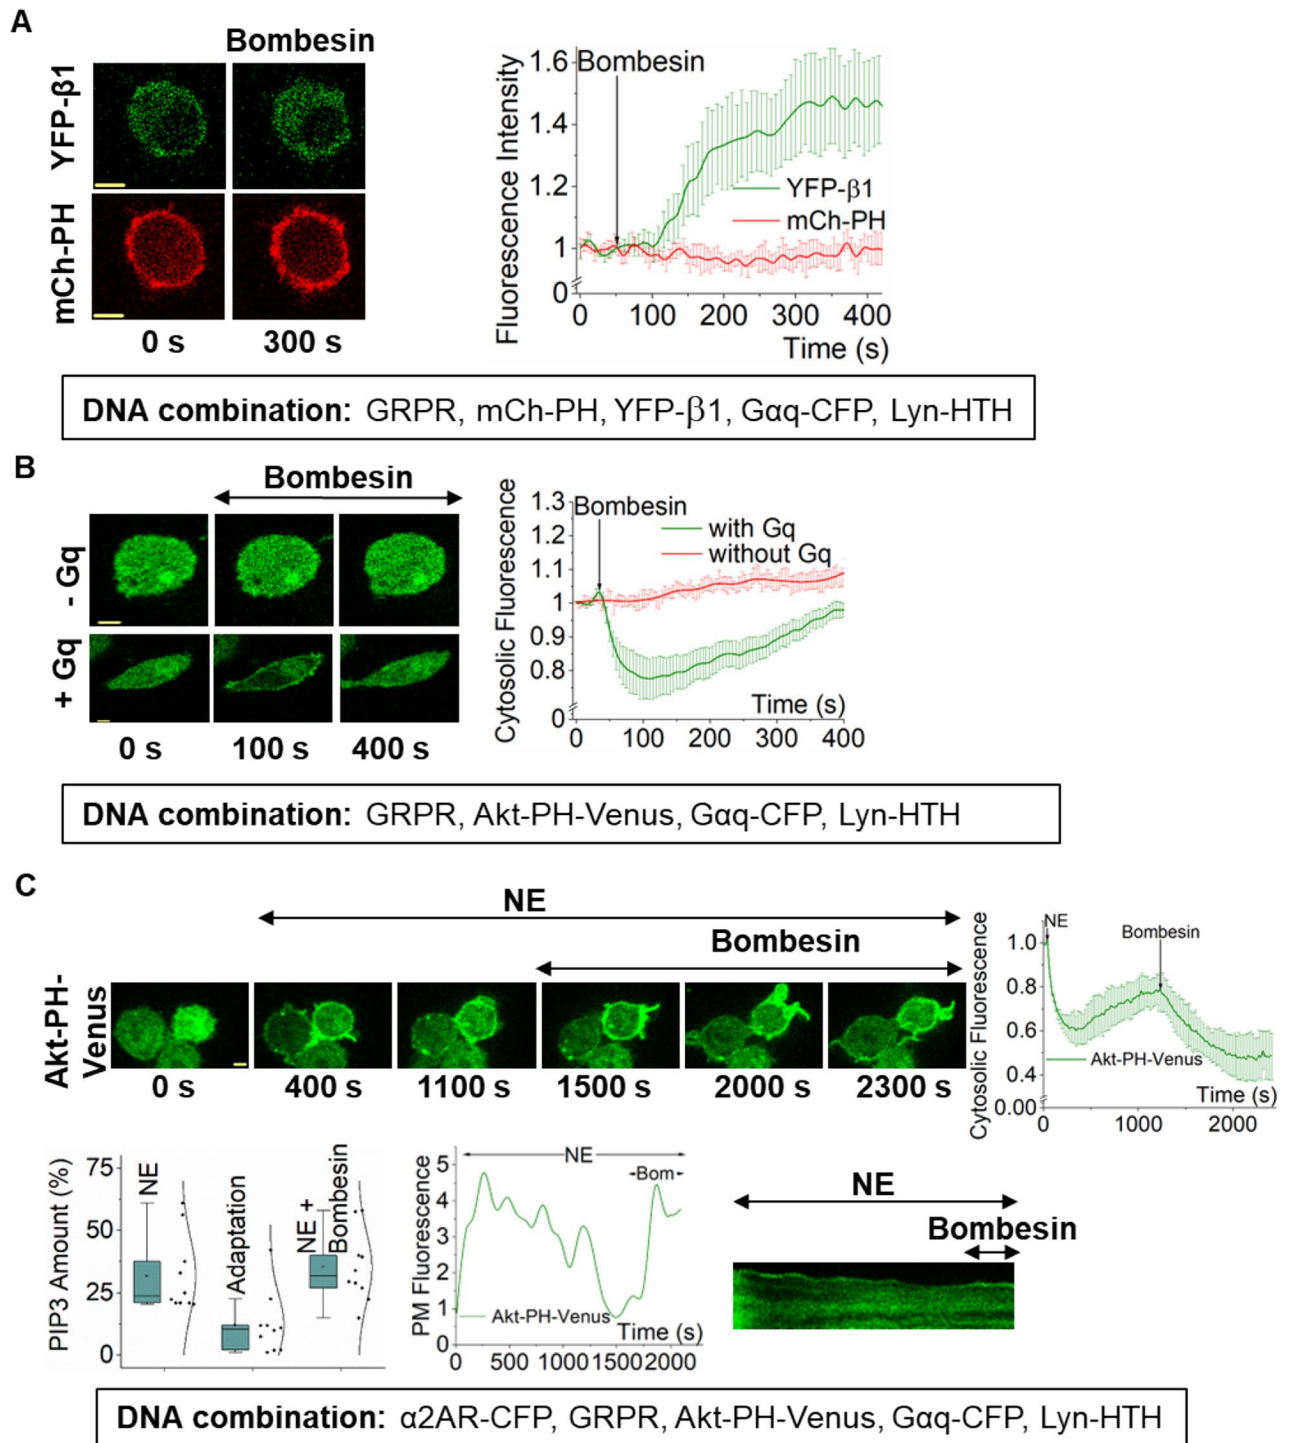 A
Bombesin
YFP-β1
mCh-PH
0 s
300 s
Fluorescence Intensity
1.6
1.4
1.2
1
0
Bombesin
YFP-β1
mCh-PH
0
100
200
300
400
Time (s)
DNA combination: GRPR, mCh-PH, YFP-β1, Gαq-CFP, Lyn-HTH
B
Bombesin
- Gq
+ Gq
0 s
100 s
400 s
Cytosolic Fluorescence
1.3
1.2
1.1
1
0.9
0.8
0
Bombesin
with Gq
without Gq
Time (s)
0
100
200
300
400
DNA combination: GRPR, Akt-PH-Venus, Gαq-CFP, Lyn-HTH
C
NE
Bombesin
Akt-PH-
Venus
0 s
400 s
1100 s
1500 s
2000 s
2300 s
Cytosolic Fluorescence
1.0
0.8
0.6
0.4
0.00
NE
Bombesin
Akt-PH-Venus
Time (s)
0
1000
2000
PIP3 Amount (%)
75
50
25
0
NE
Adaptation
NE +
Bombesin
PM Fluorescence
5
4
3
2
1
0
NE
Bom
Akt-PH-Venus
Time (s)
0
500
1000
1500
2000
NE
Bombesin
DNA combination: α2AR-CFP, GRPR, Akt-PH-Venus, Gαq-CFP, Lyn-HTH